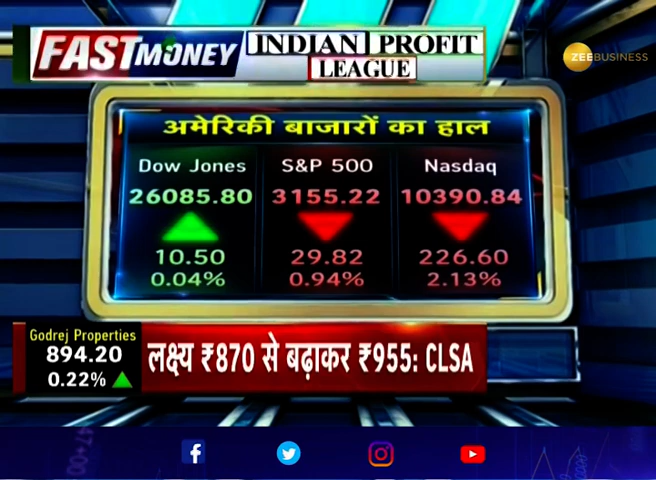 FAST MONEY
INDIAN PROFIT
LEAGUE
ZEE BUSINESS
अमेरिकी बाजारों का हाल
Dow Jones S&P 500 Nasdaq
26085.80 3155.22 10390.84
10.50 29.82 226.60
0.04% 0.94% 2.13%
Godrej Properties
894.20
0.22%
लक्ष्य ₹870 से बढ़ाकर ₹955: CLSA